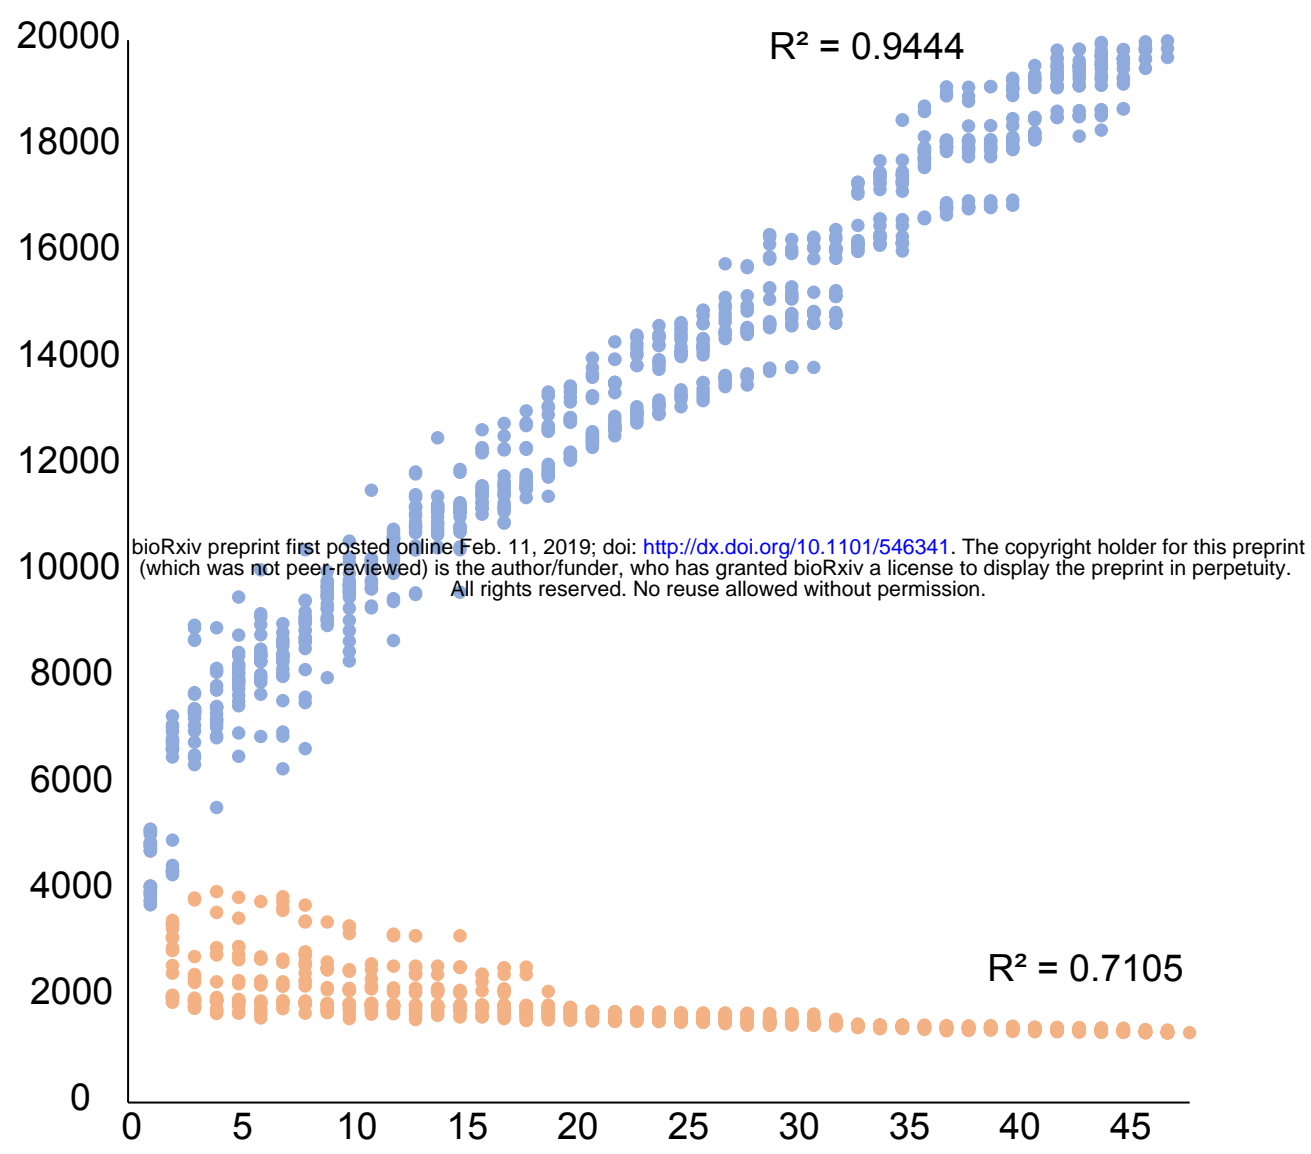 20000
R² = 0.9444
18000
16000
14000
12000
bioRxiv preprint first posted online Feb. 11, 2019; doi: http://dx.doi.org/10.1101/546341. The copyright holder for this preprint
10000
(which was not peer-reviewed) is the author/funder, who has granted bioRxiv a license to display the preprint in perpetuity.
All rights reserved. No reuse allowed without permission.
8000
6000
4000
R² = 0.7105
2000
0
0 5 10 15 20 25 30 35 40 45